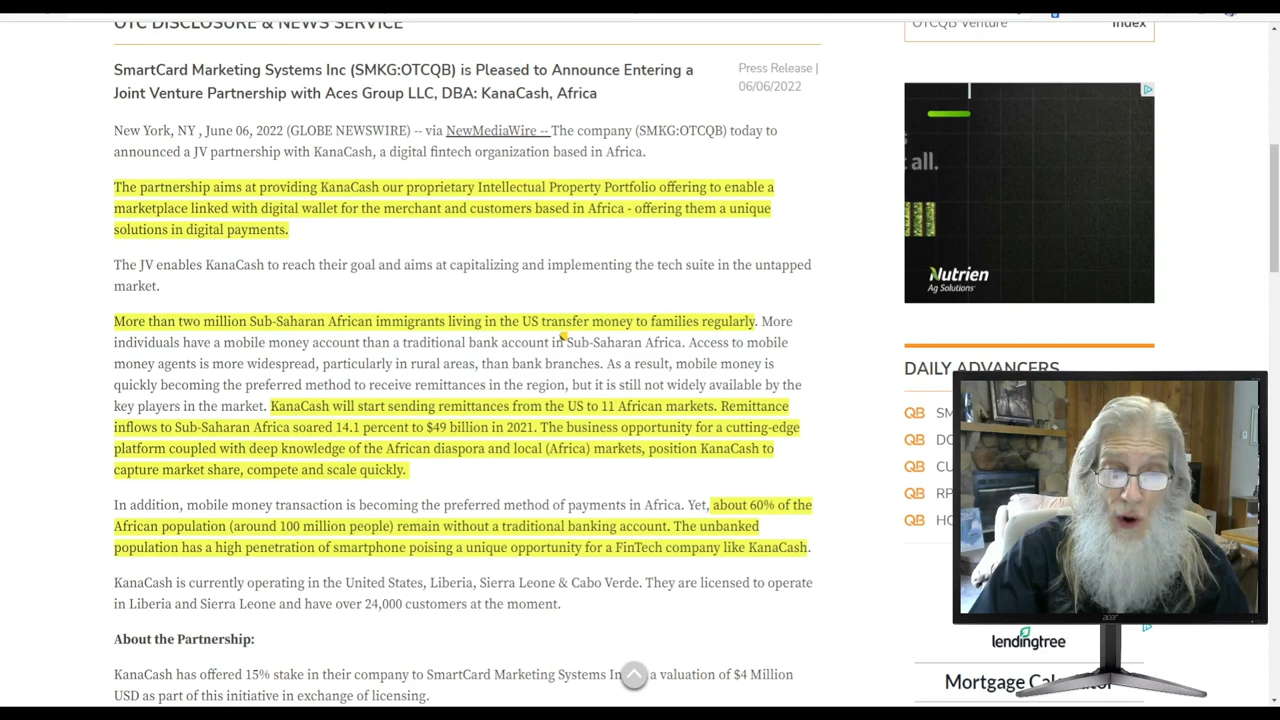 OTC DISCLOSURE & NEWS SERVICE
SmartCard Marketing Systems Inc (SMKG:OTCQB) is Pleased to Announce Entering a
Joint Venture Partnership with Aces Group LLC, DBA: KanaCash, Africa
Press Release |
06/06/2022
New York, NY , June 06, 2022 (GLOBE NEWSWIRE) -- via NewMediaWire -- The company (SMKG:OTCQB) today to
announced a JV partnership with KanaCash, a digital fintech organization based in Africa.
The partnership aims at providing KanaCash our proprietary Intellectual Property Portfolio offering to enable a
marketplace linked with digital wallet for the merchant and customers based in Africa - offering them a unique
solutions in digital payments.
The JV enables KanaCash to reach their goal and aims at capitalizing and implementing the tech suite in the untapped
market.
More than two million Sub-Saharan African immigrants living in the US transfer money to families regularly. More
individuals have a mobile money account than a traditional bank account in Sub-Saharan Africa. Access to mobile
money agents is more widespread, particularly in rural areas, than bank branches. As a result, mobile money is
quickly becoming the preferred method to receive remittances in the region, but it is still not widely available by the
key players in the market. KanaCash will start sending remittances from the US to 11 African markets. Remittance
inflows to Sub-Saharan Africa soared 14.1 percent to $49 billion in 2021. The business opportunity for a cutting-edge
platform coupled with deep knowledge of the African diaspora and local (Africa) markets, position KanaCash to
capture market share, compete and scale quickly.
In addition, mobile money transaction is becoming the preferred method of payments in Africa. Yet, about 60% of the
African population (around 100 million people) remain without a traditional banking account. The unbanked
population has a high penetration of smartphone poising a unique opportunity for a FinTech company like KanaCash.
KanaCash is currently operating in the United States, Liberia, Sierra Leone & Cabo Verde. They are licensed to operate
in Liberia and Sierra Leone and have over 24,000 customers at the moment.
About the Partnership:
KanaCash has offered 15% stake in their company to SmartCard Marketing Systems In a valuation of $4 Million
USD as part of this initiative in exchange of licensing.
OTCQB Venture Index
all.
Nutrien
Ag Solutions
DAILY ADVANCERS
QB SM
QB DO
QB CU
QB RP
QB HO
acer
lendingtree
Mortgage Calculator